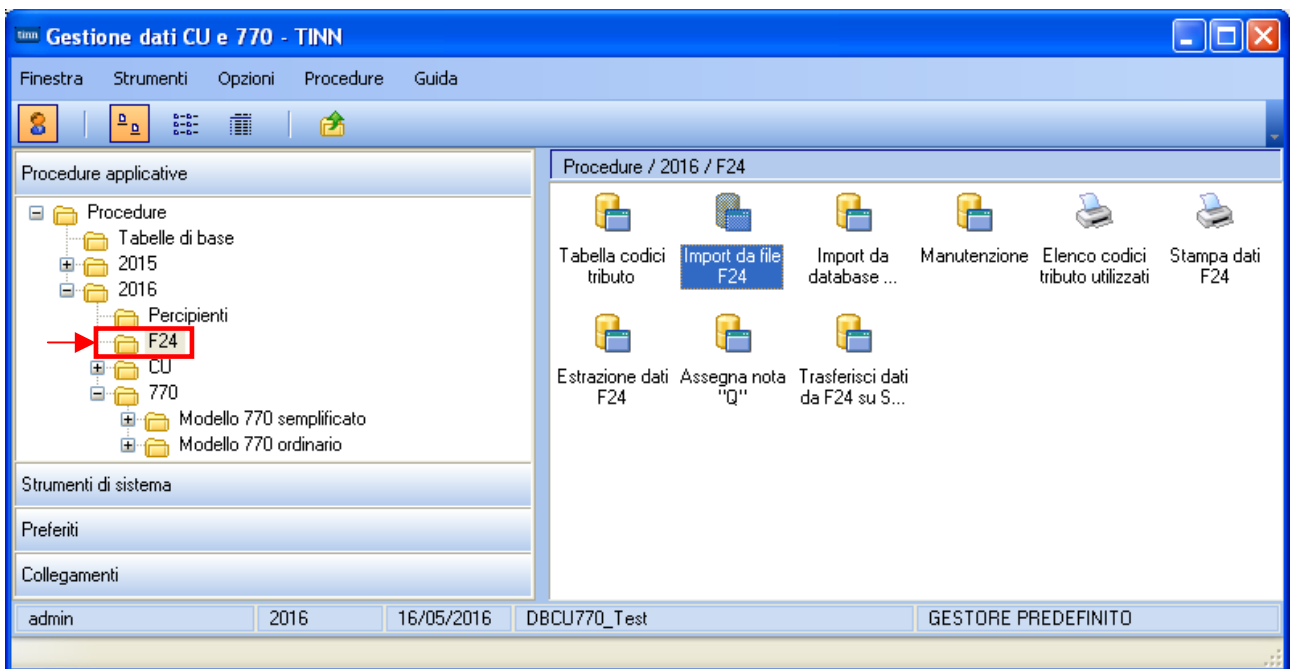 tinn Gestione dati CU e 770 - TINN
Finestra Strumenti Opzioni Procedure Guida
Procedure applicative
Procedure
Tabelle di base
2015
2016
Percipienti
F24
CU
770
Modello 770 semplificato
Modello 770 ordinario
Strumenti di sistema
Preferiti
Collegamenti
Procedure / 2016 / F24
Tabella codici
tributo
Import da file
F24
Import da
database ...
Manutenzione
Elenco codici
tributo utilizzati
Stampa dati
F24
Estrazione dati
F24
Assegna nota
"Q"
Trasferisci dati
da F24 su S...
admin 2016 16/05/2016 DBCU770_Test GESTORE PREDEFINITO